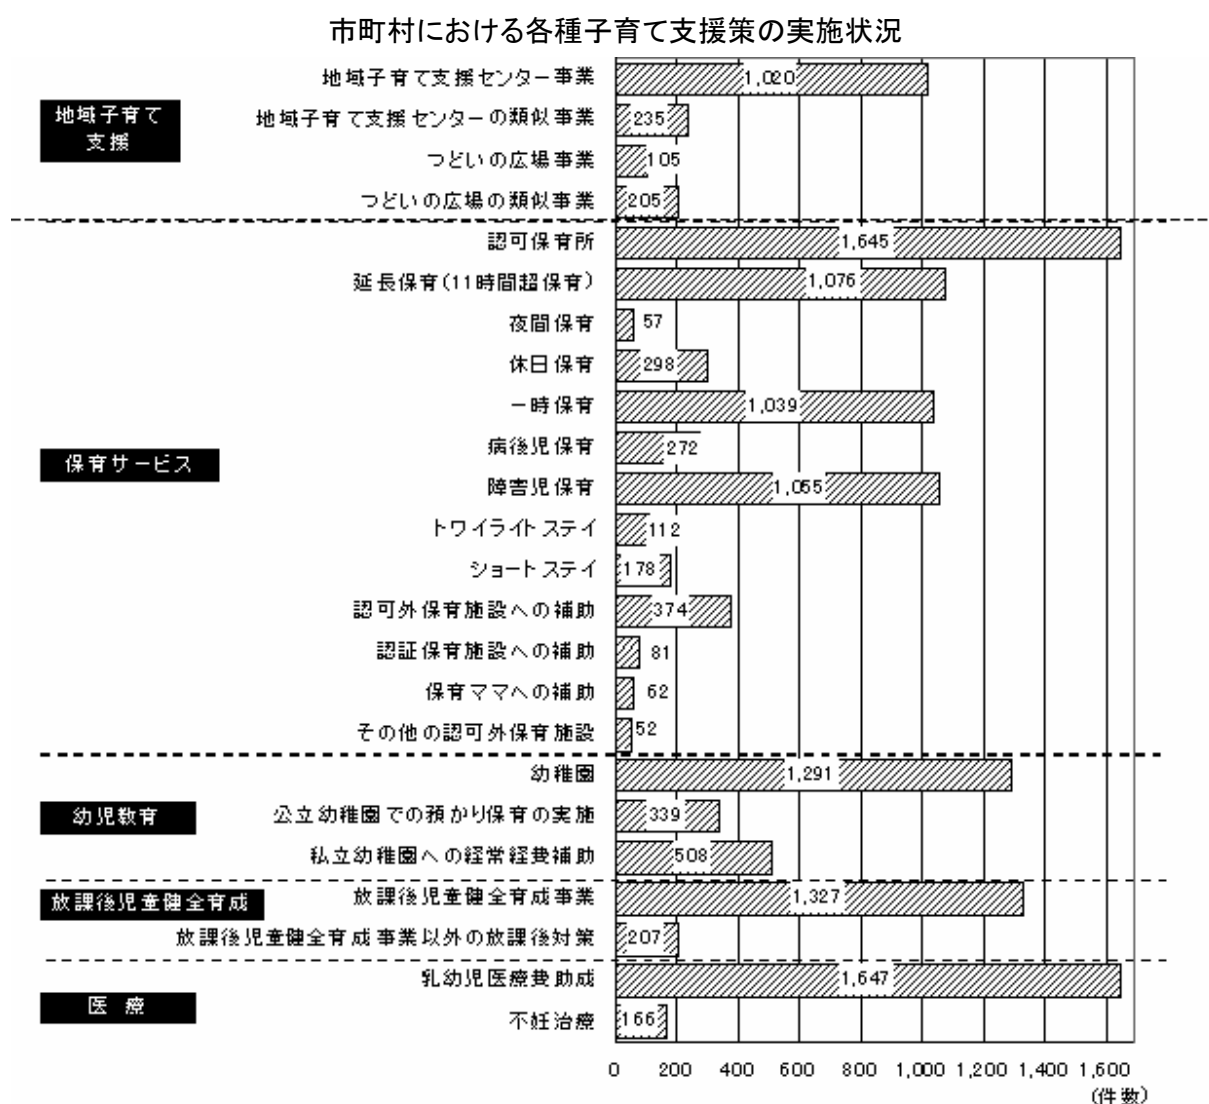 市町村における各種子育て支援策の実施状況
地域子育て
支援
地域子育て支援センター事業 1,020
地域子育て支援センターの類似事業 235
つどいの広場事業 105
つどいの広場の類似事業 205
保育サービス
認可保育所 1,645
延長保育(11時間超保育) 1,076
夜間保育 57
休日保育 298
一時保育 1,039
病後児保育 272
障害児保育 1,055
トワイライトステイ 112
ショートステイ 178
認可外保育施設への補助 374
認証保育施設への補助 81
保育ママへの補助 62
その他の認可外保育施設 52
幼児教育
幼稚園 1,291
公立幼稚園での預かり保育の実施 339
私立幼稚園への経常経費補助 508
放課後児童健全育成
放課後児童健全育成事業 1,327
放課後児童健全育成事業以外の放課後対策 207
医療
乳幼児医療費助成 1,647
不妊治療 166
0 200 400 600 800 1,000 1,200 1,400 1,600
(件数)